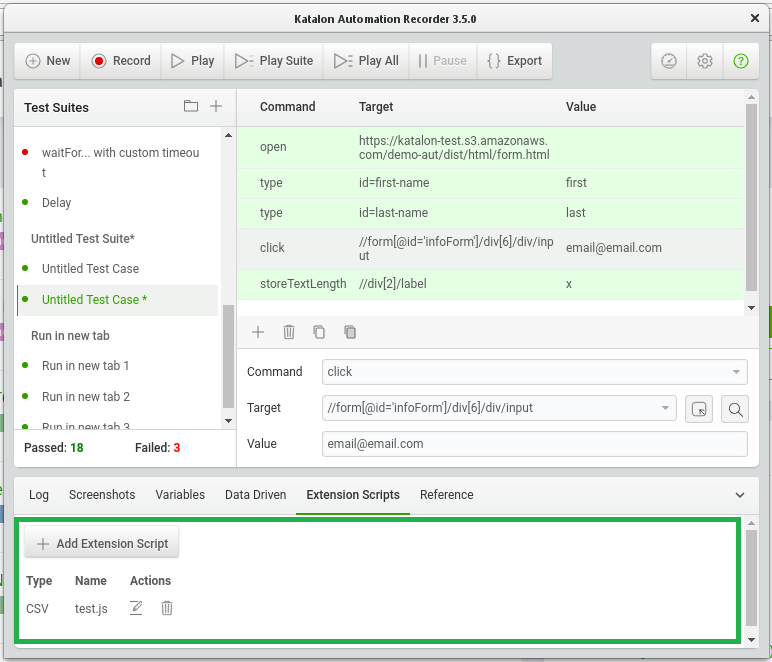 Katalon Automation Recorder 3.5.0
New
Record
Play
Play Suite
Play All
Pause
Export
Test Suites
waitFor... with custom timeou
t
Delay
Untitled Test Suite*
Untitled Test Case
Untitled Test Case *
Run in new tab
Run in new tab 1
Run in new tab 2
Run in new tab 3
Passed: 18 Failed: 3
Command Target Value
open https://katalon-test.s3.amazonaws.
com/demo-aut/dist/html/form.html
type id=first-name first
type id=last-name last
click //form[@id='infoForm']/div[6]/div/inp
ut email@email.com
storeTextLength //div[2]/label x
Command click
Target //form[@id='infoForm']/div[6]/div/input
Value email@email.com
Log Screenshots Variables Data Driven Extension Scripts Reference
Add Extension Script
Type Name Actions
CSV test.js